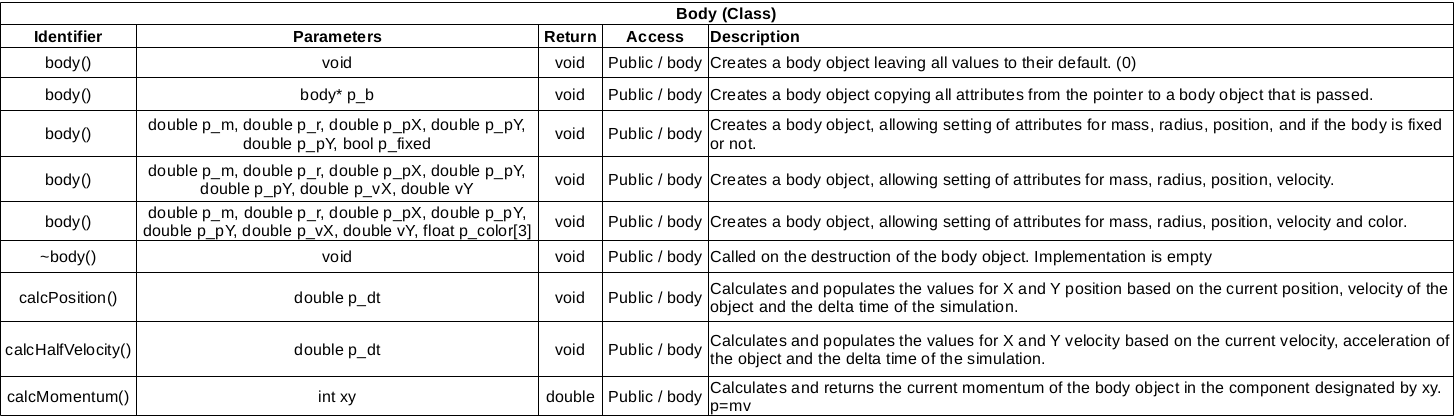 Body (Class)
Identifier Parameters Return Access Description
body() void void Public / body Creates a body object leaving all values to their default. (0)
body() body* p_b void Public / body Creates a body object copying all attributes from the pointer to a body object that is passed.
body() double p_m, double p_r, double p_pX, double p_pY,
double p_pY, bool p_fixed void Public / body Creates a body object, allowing setting of attributes for mass, radius, position, and if the body is fixed
or not.
body() double p_m, double p_r, double p_pX, double p_pY,
double p_pY, double p_vX, double vY void Public / body Creates a body object, allowing setting of attributes for mass, radius, position, velocity.
body() double p_m, double p_r, double p_pX, double p_pY,
double p_pY, double p_vX, double vY, float p_color[3] void Public / body Creates a body object, allowing setting of attributes for mass, radius, position, velocity and color.
~body() void void Public / body Called on the destruction of the body object. Implementation is empty
calcPosition() double p_dt void Public / body Calculates and populates the values for X and Y position based on the current position, velocity of the
object and the delta time of the simulation.
calcHalfVelocity() double p_dt void Public / body Calculates and populates the values for X and Y velocity based on the current velocity, acceleration of
the object and the delta time of the simulation.
calcMomentum() int xy double Public / body Calculates and returns the current momentum of the body object in the component designated by xy.
p=mv